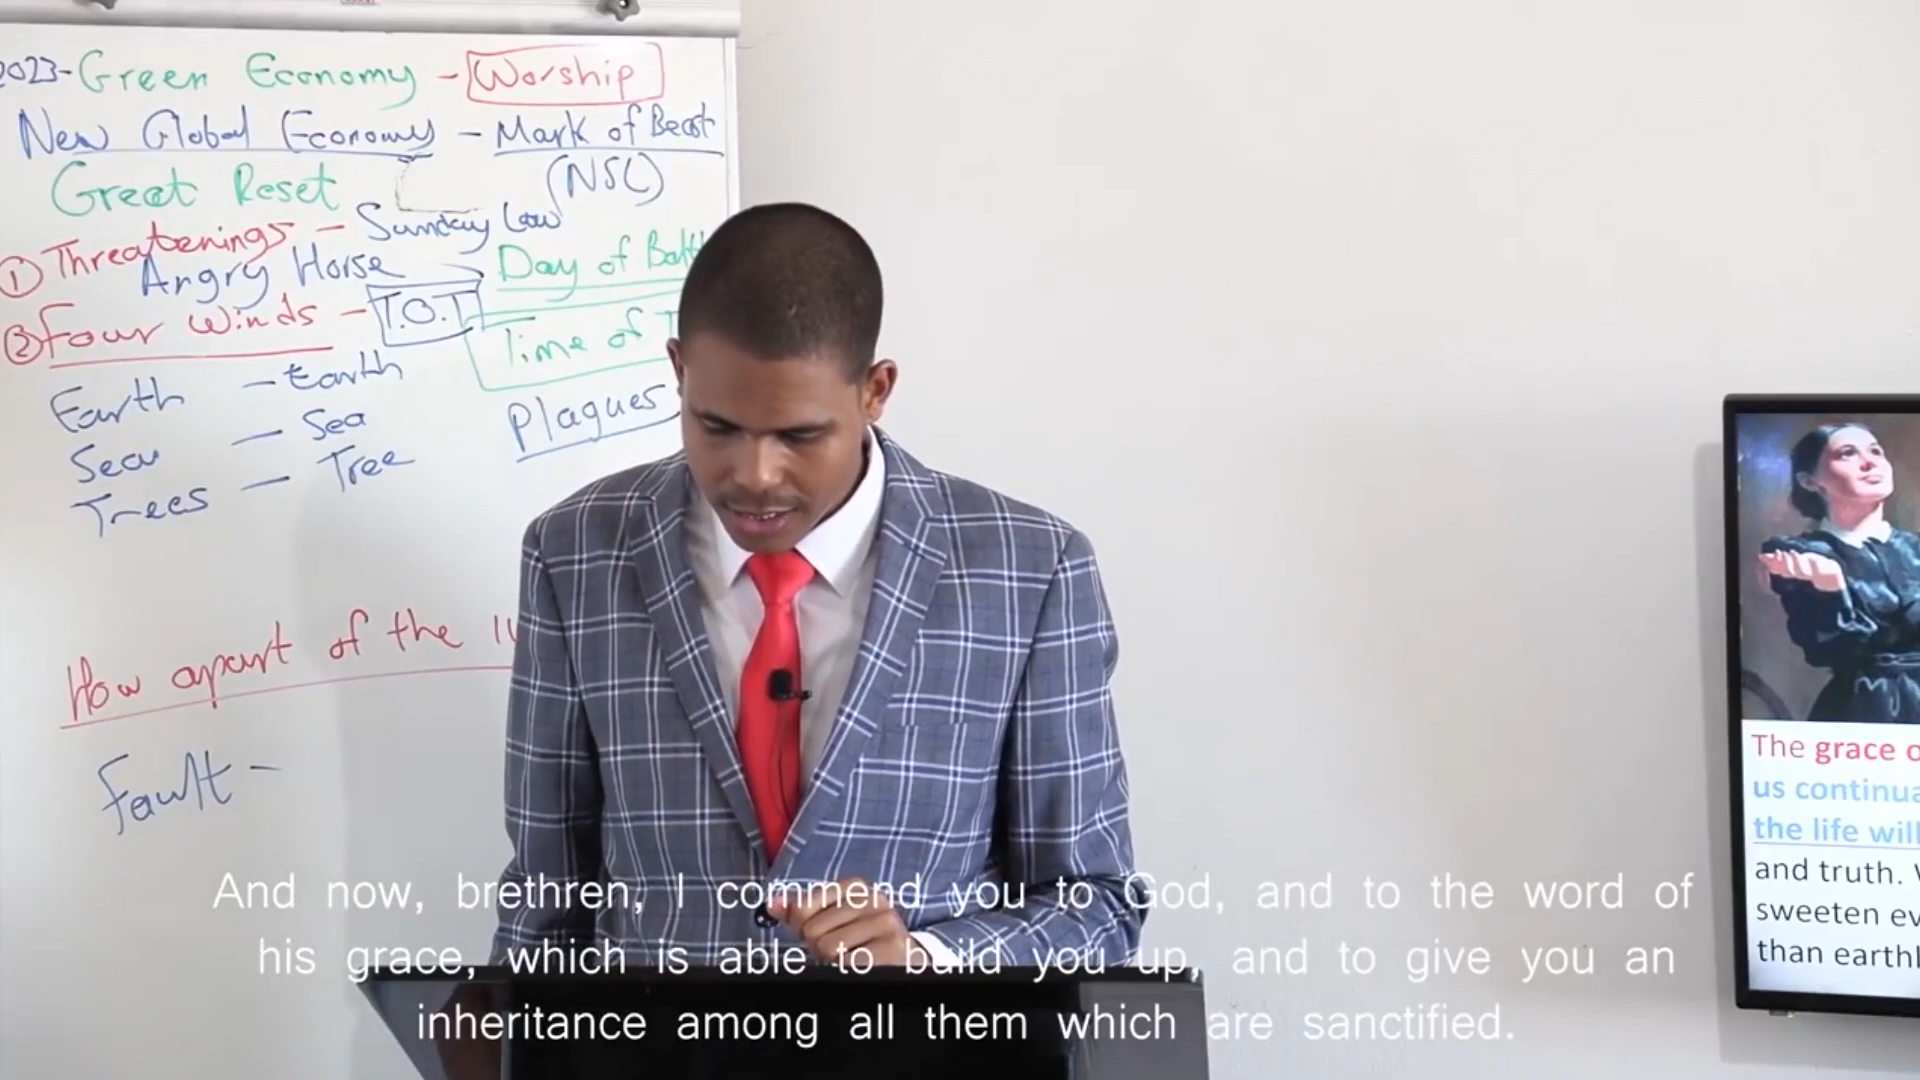 2023-Green Economy - Worship
New Global Economy - Mark of Beast
Great Reset (NSL)
① Threatenings - Sunday Law
Angry Horse Day of
② Four Winds - T.O.T
Time of
Earth - Earth
Plagues
Sea - Sea
Trees - Tree
How apart of the
Fault -
The grace
us continua
the life will
and truth.
sweeten ev
than earthl
And now, brethren, I commend you to God, and to the word of
his grace, which is able to build you up, and to give you an
inheritance among all them which are sanctified.